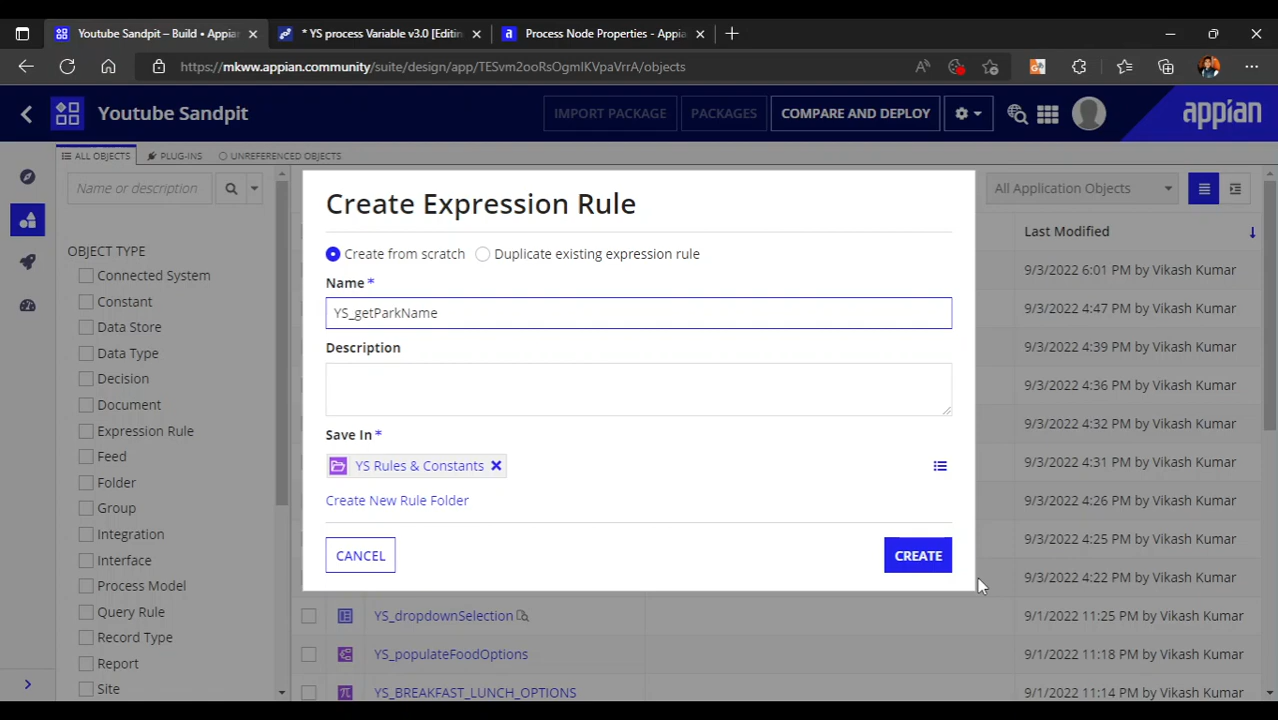 Youtube Sandpit – Build • Appian
* YS process Variable v3.0 [Editin
Process Node Properties - Appia
https://mkww.appian.community/suite/design/app/TESvm2ooRsOgmIKVpaVrrA/objects
Youtube Sandpit
IMPORT PACKAGE
PACKAGES
COMPARE AND DEPLOY
appian
ALL OBJECTS
PLUG-INS
UNREFERENCED OBJECTS
Name or description
OBJECT TYPE
Connected System
Constant
Data Store
Data Type
Decision
Document
Expression Rule
Feed
Folder
Group
Integration
Interface
Process Model
Query Rule
Record Type
Report
Site
Create Expression Rule
Create from scratch
Duplicate existing expression rule
Name *
YS_getParkName
Description
Save In *
YS Rules & Constants
Create New Rule Folder
CANCEL
CREATE
All Application Objects
Last Modified
9/3/2022 6:01 PM by Vikash Kumar
9/3/2022 4:47 PM by Vikash Kumar
9/3/2022 4:39 PM by Vikash Kumar
9/3/2022 4:36 PM by Vikash Kumar
9/3/2022 4:32 PM by Vikash Kumar
9/3/2022 4:31 PM by Vikash Kumar
9/3/2022 4:26 PM by Vikash Kumar
9/3/2022 4:25 PM by Vikash Kumar
9/3/2022 4:22 PM by Vikash Kumar
YS_dropdownSelection
9/1/2022 11:25 PM by Vikash Kumar
YS_populateFoodOptions
9/1/2022 11:18 PM by Vikash Kumar
YS_BREAKFAST_LUNCH_OPTIONS
9/1/2022 11:14 PM by Vikash Kumar